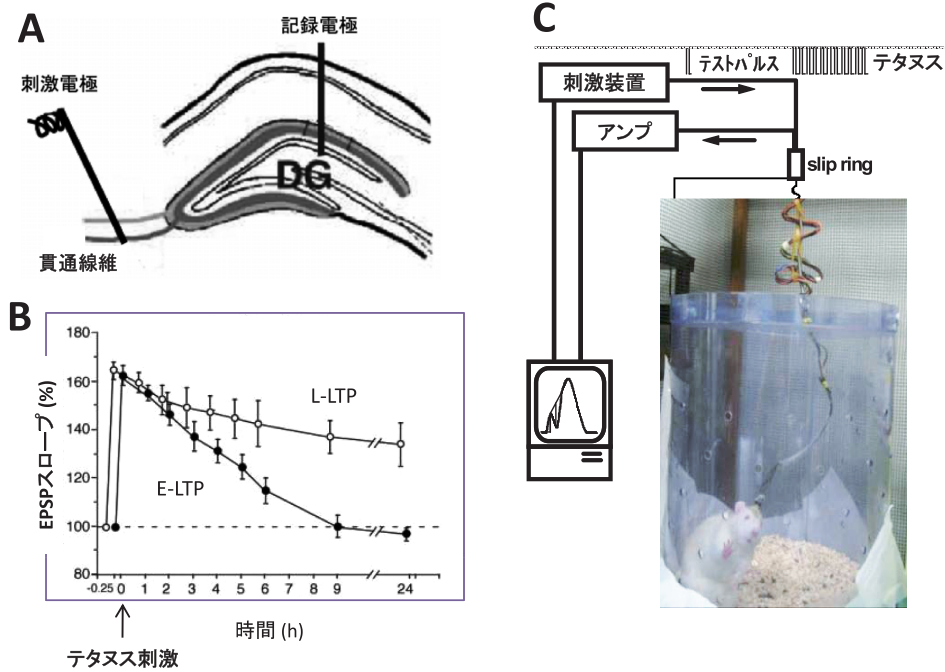 A
記録電極
刺激電極
DG
貫通線維
B
180
160
140
120
100
80
EPSPスロープ (%)
L-LTP
E-LTP
-0.25
0
1
2
3
4
5
6
7
8
9
24
時間 (h)
テタヌス刺激
C
テストパルス
テタヌス
刺激装置
アンプ
slip ring